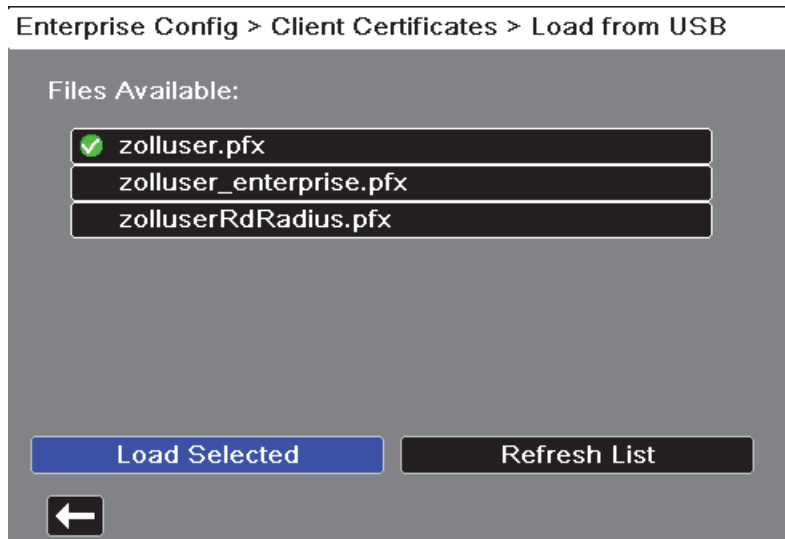 Enterprise Config > Client Certificates > Load from USB
Files Available:
zolluser.pfx
zolluser_enterprise.pfx
zolluserRdRadius.pfx
Load Selected
Refresh List